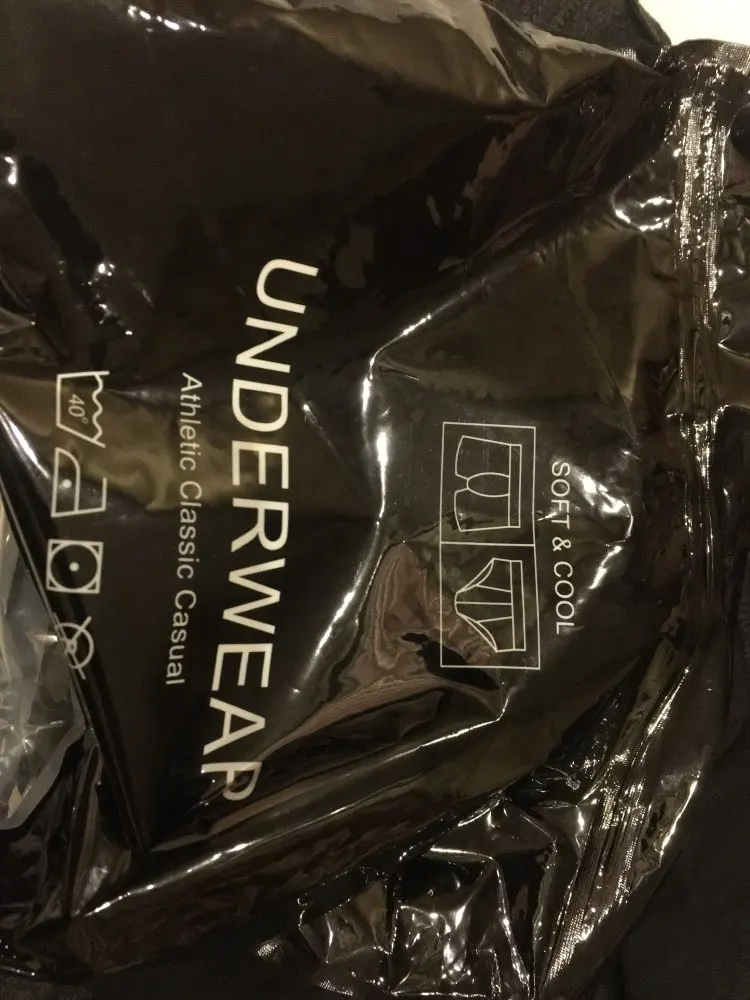 SOFT & COOL
UNDERWEAR
Athletic Classic Casual
40°